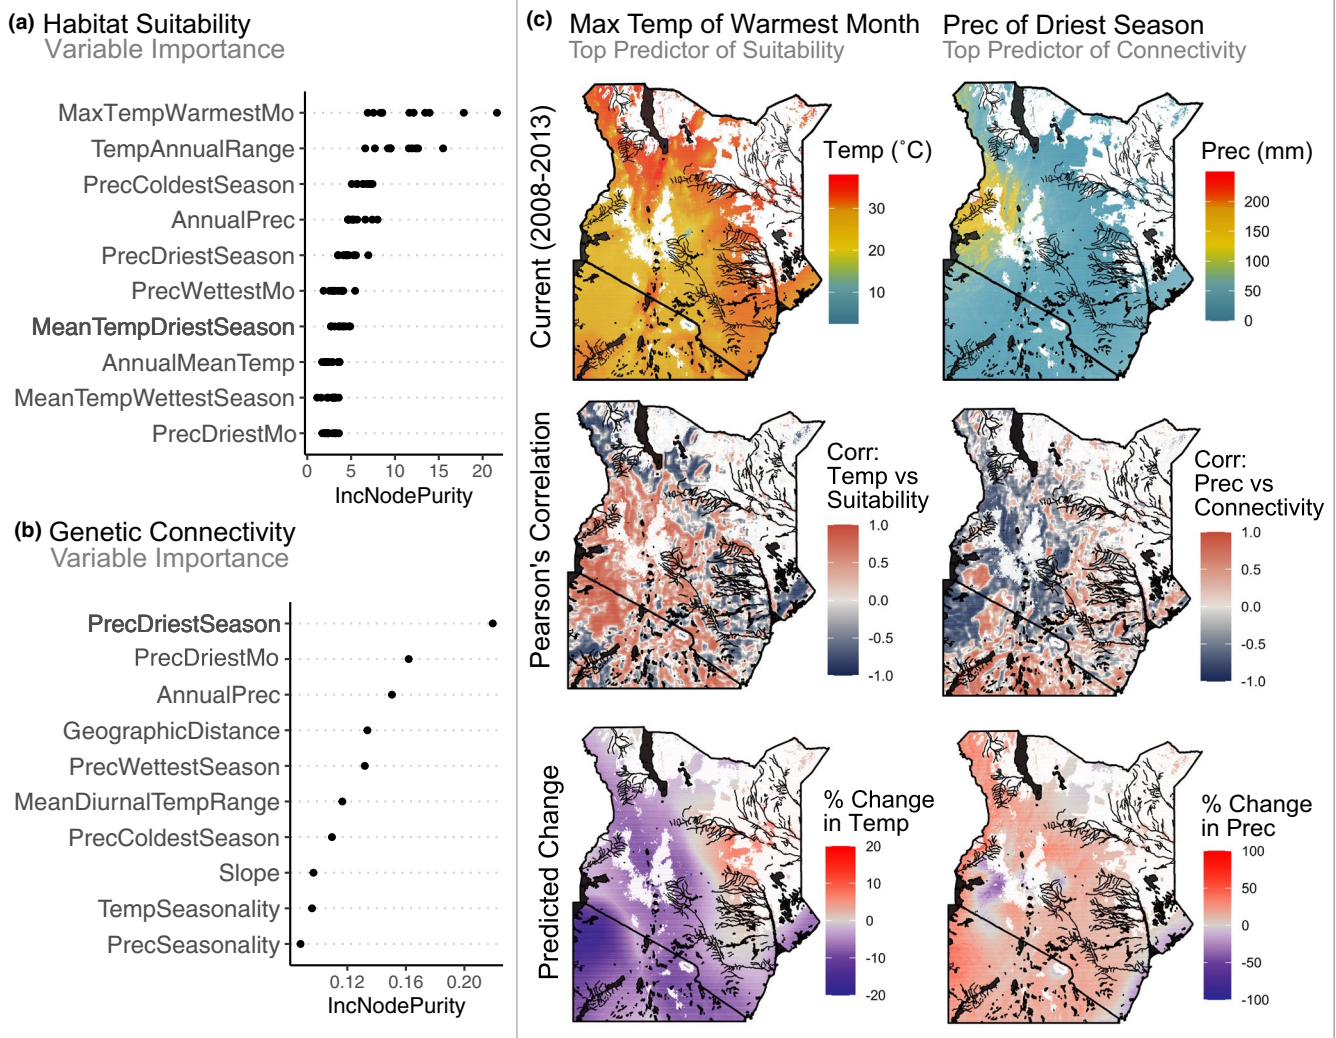 (a) Habitat Suitability
Variable Importance
MaxTempWarmestMo
TempAnnualRange
PrecColdestSeason
AnnualPrec
PrecDriestSeason
PrecWettestMo
MeanTempDriestSeason
AnnualMeanTemp
MeanTempWettestSeason
PrecDriestMo
0 5 10 15 20
IncNodePurity
(b) Genetic Connectivity
Variable Importance
PrecDriestSeason
PrecDriestMo
AnnualPrec
GeographicDistance
PrecWettestSeason
MeanDiurnalTempRange
PrecColdestSeason
Slope
TempSeasonality
PrecSeasonality
0.12 0.16 0.20
IncNodePurity
(c) Max Temp of Warmest Month
Top Predictor of Suitability
Prec of Driest Season
Top Predictor of Connectivity
Current (2008-2013)
Temp (˚C)
30
20
10
Prec (mm)
200
150
100
50
0
Pearson's Correlation
Corr:
Temp vs
Suitability
1.0
0.5
0.0
-0.5
-1.0
Corr:
Prec vs
Connectivity
1.0
0.5
0.0
-0.5
-1.0
Predicted Change
% Change
in Temp
20
10
0
-10
-20
% Change
in Prec
100
50
0
-50
-100